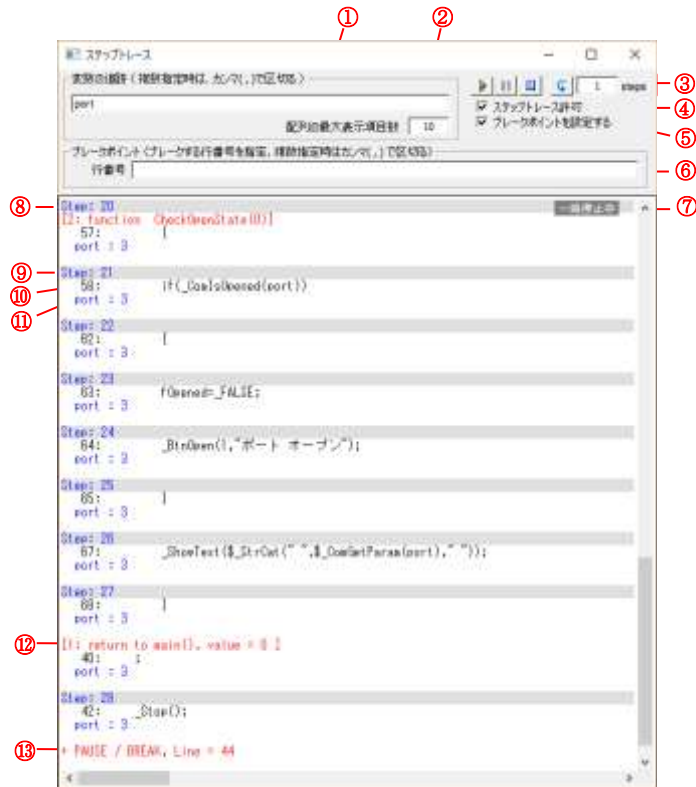 ① ②
ステップトレース
変数の値表示 (複数指定時は、カンマ(,)で区切る)
③
1 steps
port
④
ステップトレース許可
配列の最大表示項目数 10
ブレークポイントを設定する
⑤
ブレークポイント (ブレークする行番号を指定、複数指定時はカンマ(,)で区切る)
行番号
⑥
⑧ Step: 20
一時停止中
⑦
[2: function CheckOpenState(0)]
57: {
port : 3
⑨ Step: 21
⑩ 58: if(_ComIsOpened(port))
⑪ port : 3
Step: 22
62: {
port : 3
Step: 23
63: fOpened=_FALSE;
port : 3
Step: 24
64: _BtnOpen(1,"ポート オープン");
port : 3
Step: 25
65: }
port : 3
Step: 26
67: _ShowText($_StrCat(" ",$_ComGetParam(port)," "));
port : 3
Step: 27
68: }
port : 3
⑫ [1: return to main(), value = 0 ]
40: ;
port : 3
Step: 28
42: _Stop();
port : 3
⑬ + PAUSE / BREAK, Line = 44